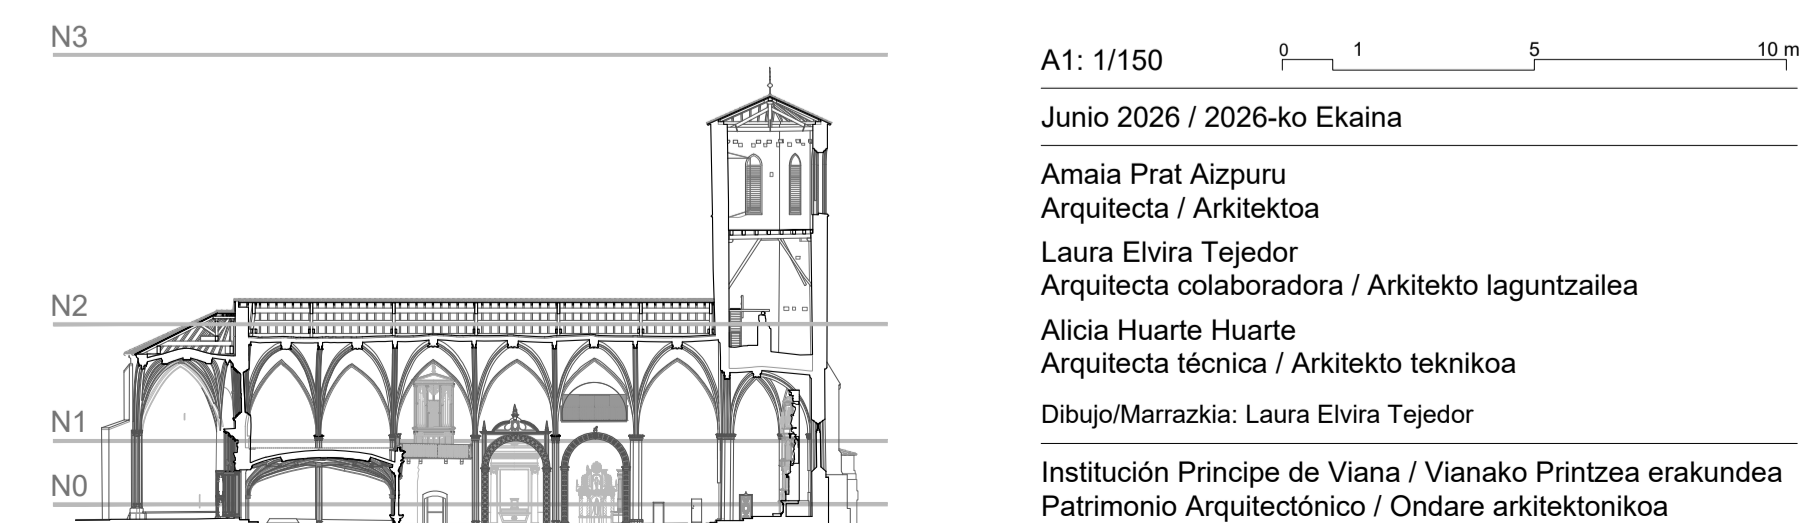 N3
N2
N1
N0
A1: 1/150
0 1 5 10 m
Junio 2026 / 2026-ko Ekaina
Amaia Prat Aizpuru
Arquitecta / Arkitektoa
Laura Elvira Tejedor
Arquitecta colaboradora / Arkitekto laguntzailea
Alicia Huarte Huarte
Arquitecta técnica / Arkitekto teknikoa
Dibujo/Marrazkia: Laura Elvira Tejedor
Institución Principe de Viana / Vianako Printzea erakundea
Patrimonio Arquitectónico / Ondare arkitektonikoa